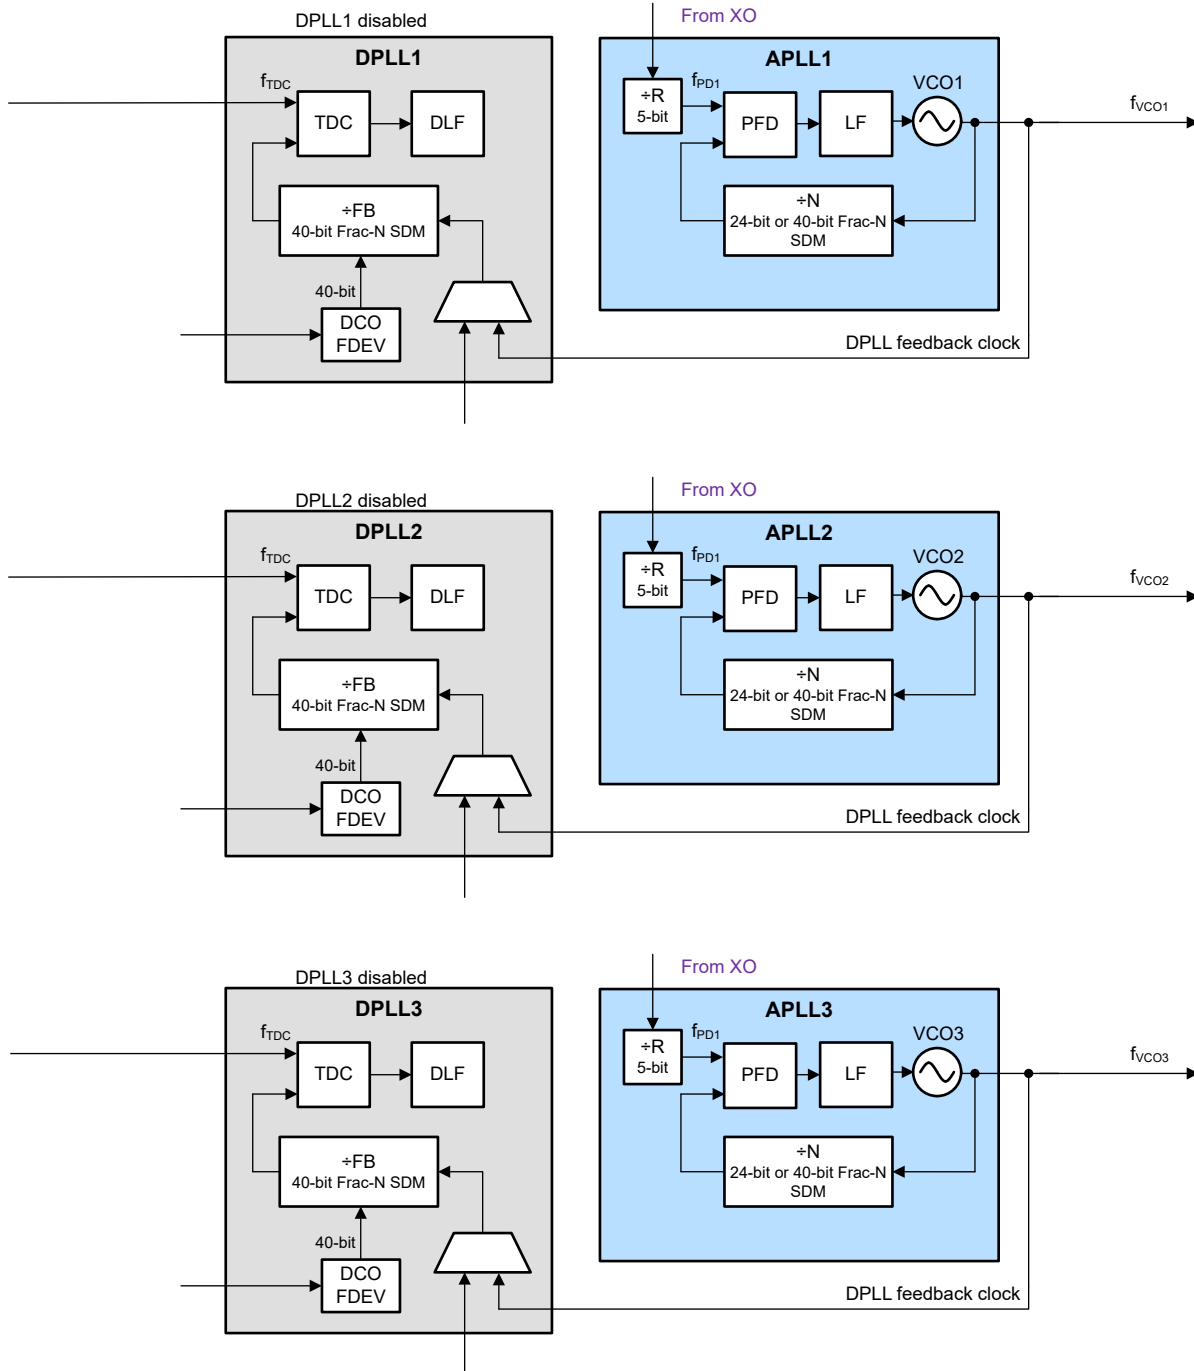 DPLL1 disabled
From XO
DPLL1
APLL1
fTDC
TDC
DLF
÷R
5-bit
fPD1
PFD
LF
VCO1
fVCO1
÷FB
40-bit Frac-N SDM
÷N
24-bit or 40-bit Frac-N
SDM
40-bit
DCO
FDEV
DPLL feedback clock
DPLL2 disabled
From XO
DPLL2
APLL2
fTDC
TDC
DLF
÷R
5-bit
fPD1
PFD
LF
VCO2
fVCO2
÷FB
40-bit Frac-N SDM
÷N
24-bit or 40-bit Frac-N
SDM
40-bit
DCO
FDEV
DPLL feedback clock
DPLL3 disabled
From XO
DPLL3
APLL3
fTDC
TDC
DLF
÷R
5-bit
fPD1
PFD
LF
VCO3
fVCO3
÷FB
40-bit Frac-N SDM
÷N
24-bit or 40-bit Frac-N
SDM
40-bit
DCO
FDEV
DPLL feedback clock